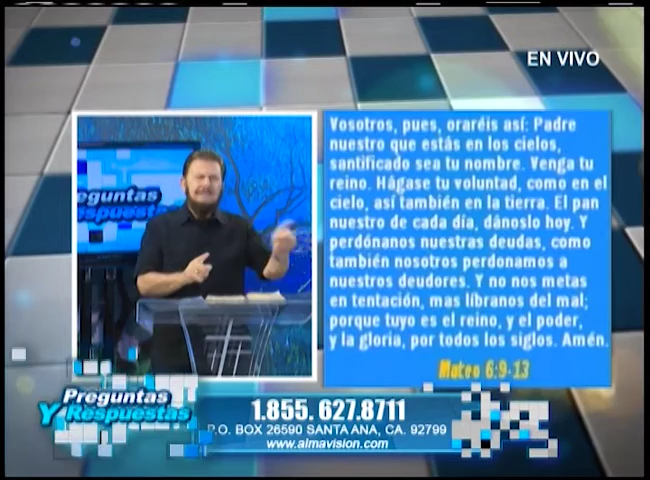 EN VIVO
Vosotros, pues, oraréis así: Padre
nuestro que estás en los cielos,
santificado sea tu nombre. Venga tu
reino. Hágase tu voluntad, como en el
cielo, así también en la tierra. El pan
nuestro de cada día, dánoslo hoy. Y
perdónanos nuestras deudas, como
también nosotros perdonamos a
nuestros deudores. Y no nos metas
en tentación, mas líbranos del mal;
porque tuyo es el reino, y el poder,
y la gloria, por todos los siglos. Amén.
Mateo 6:9-13
eguntas
espuestas
Preguntas
Y Respuestas
1.855. 627.8711
P.O. BOX 26590 SANTA ANA, CA. 92799
www.almavision.com